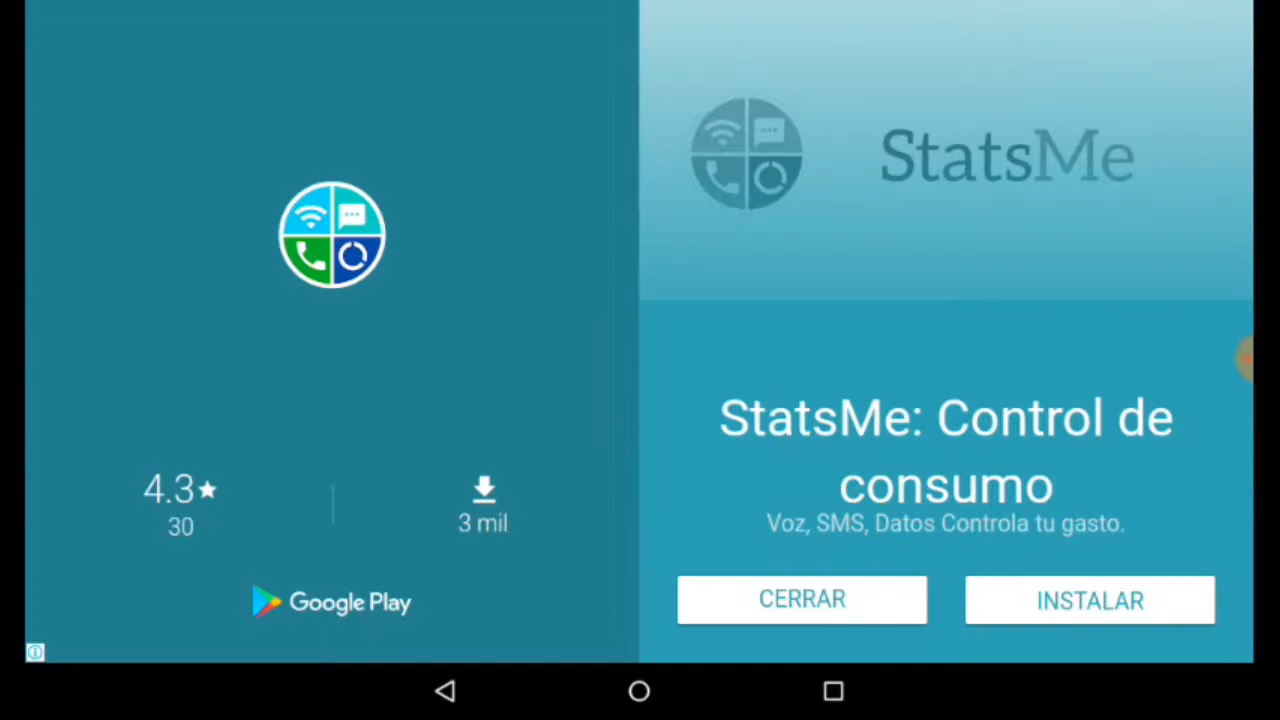 4.3★
30
3 mil
Google Play
StatsMe
StatsMe: Control de
consumo
Voz, SMS, Datos Controla tu gasto.
CERRAR
INSTALAR